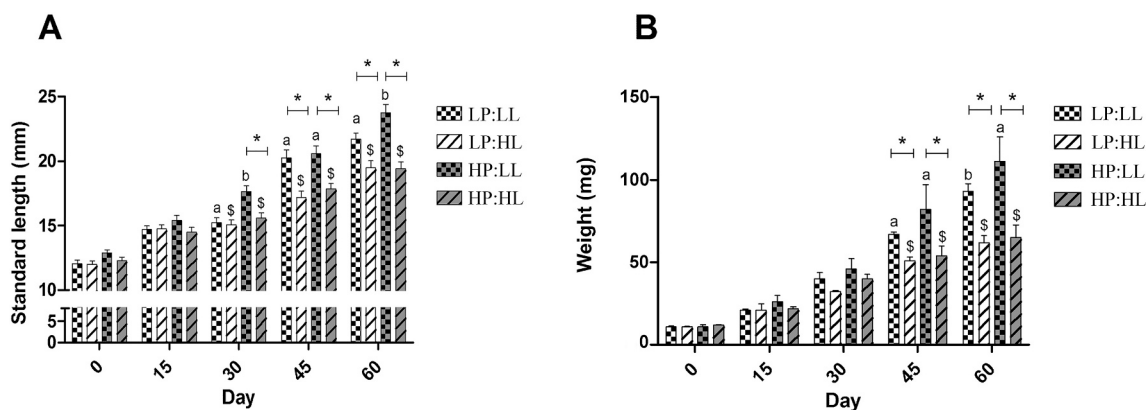 A
Standard length (mm)
25
20
15
10
5
0
* * * * *
a $ b $ a $ a $ a $ b $
0 15 30 45 60
Day
LP:LL
LP:HL
HP:LL
HP:HL
B
Weight (mg)
150
100
50
0
* * * *
a $ a $ b $ a $
0 15 30 45 60
Day
LP:LL
LP:HL
HP:LL
HP:HL